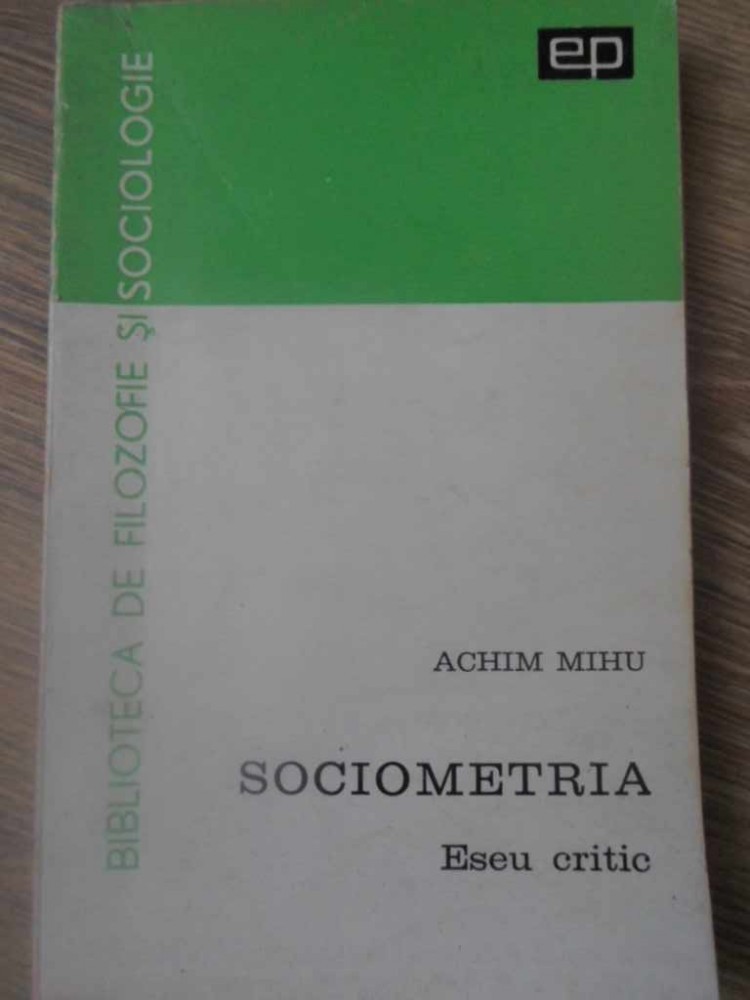 ep
BIBLIOTECA DE FILOZOFIE ŞI SOCIOLOGIE
ACHIM MIHU
SOCIOMETRIA
Eseu critic